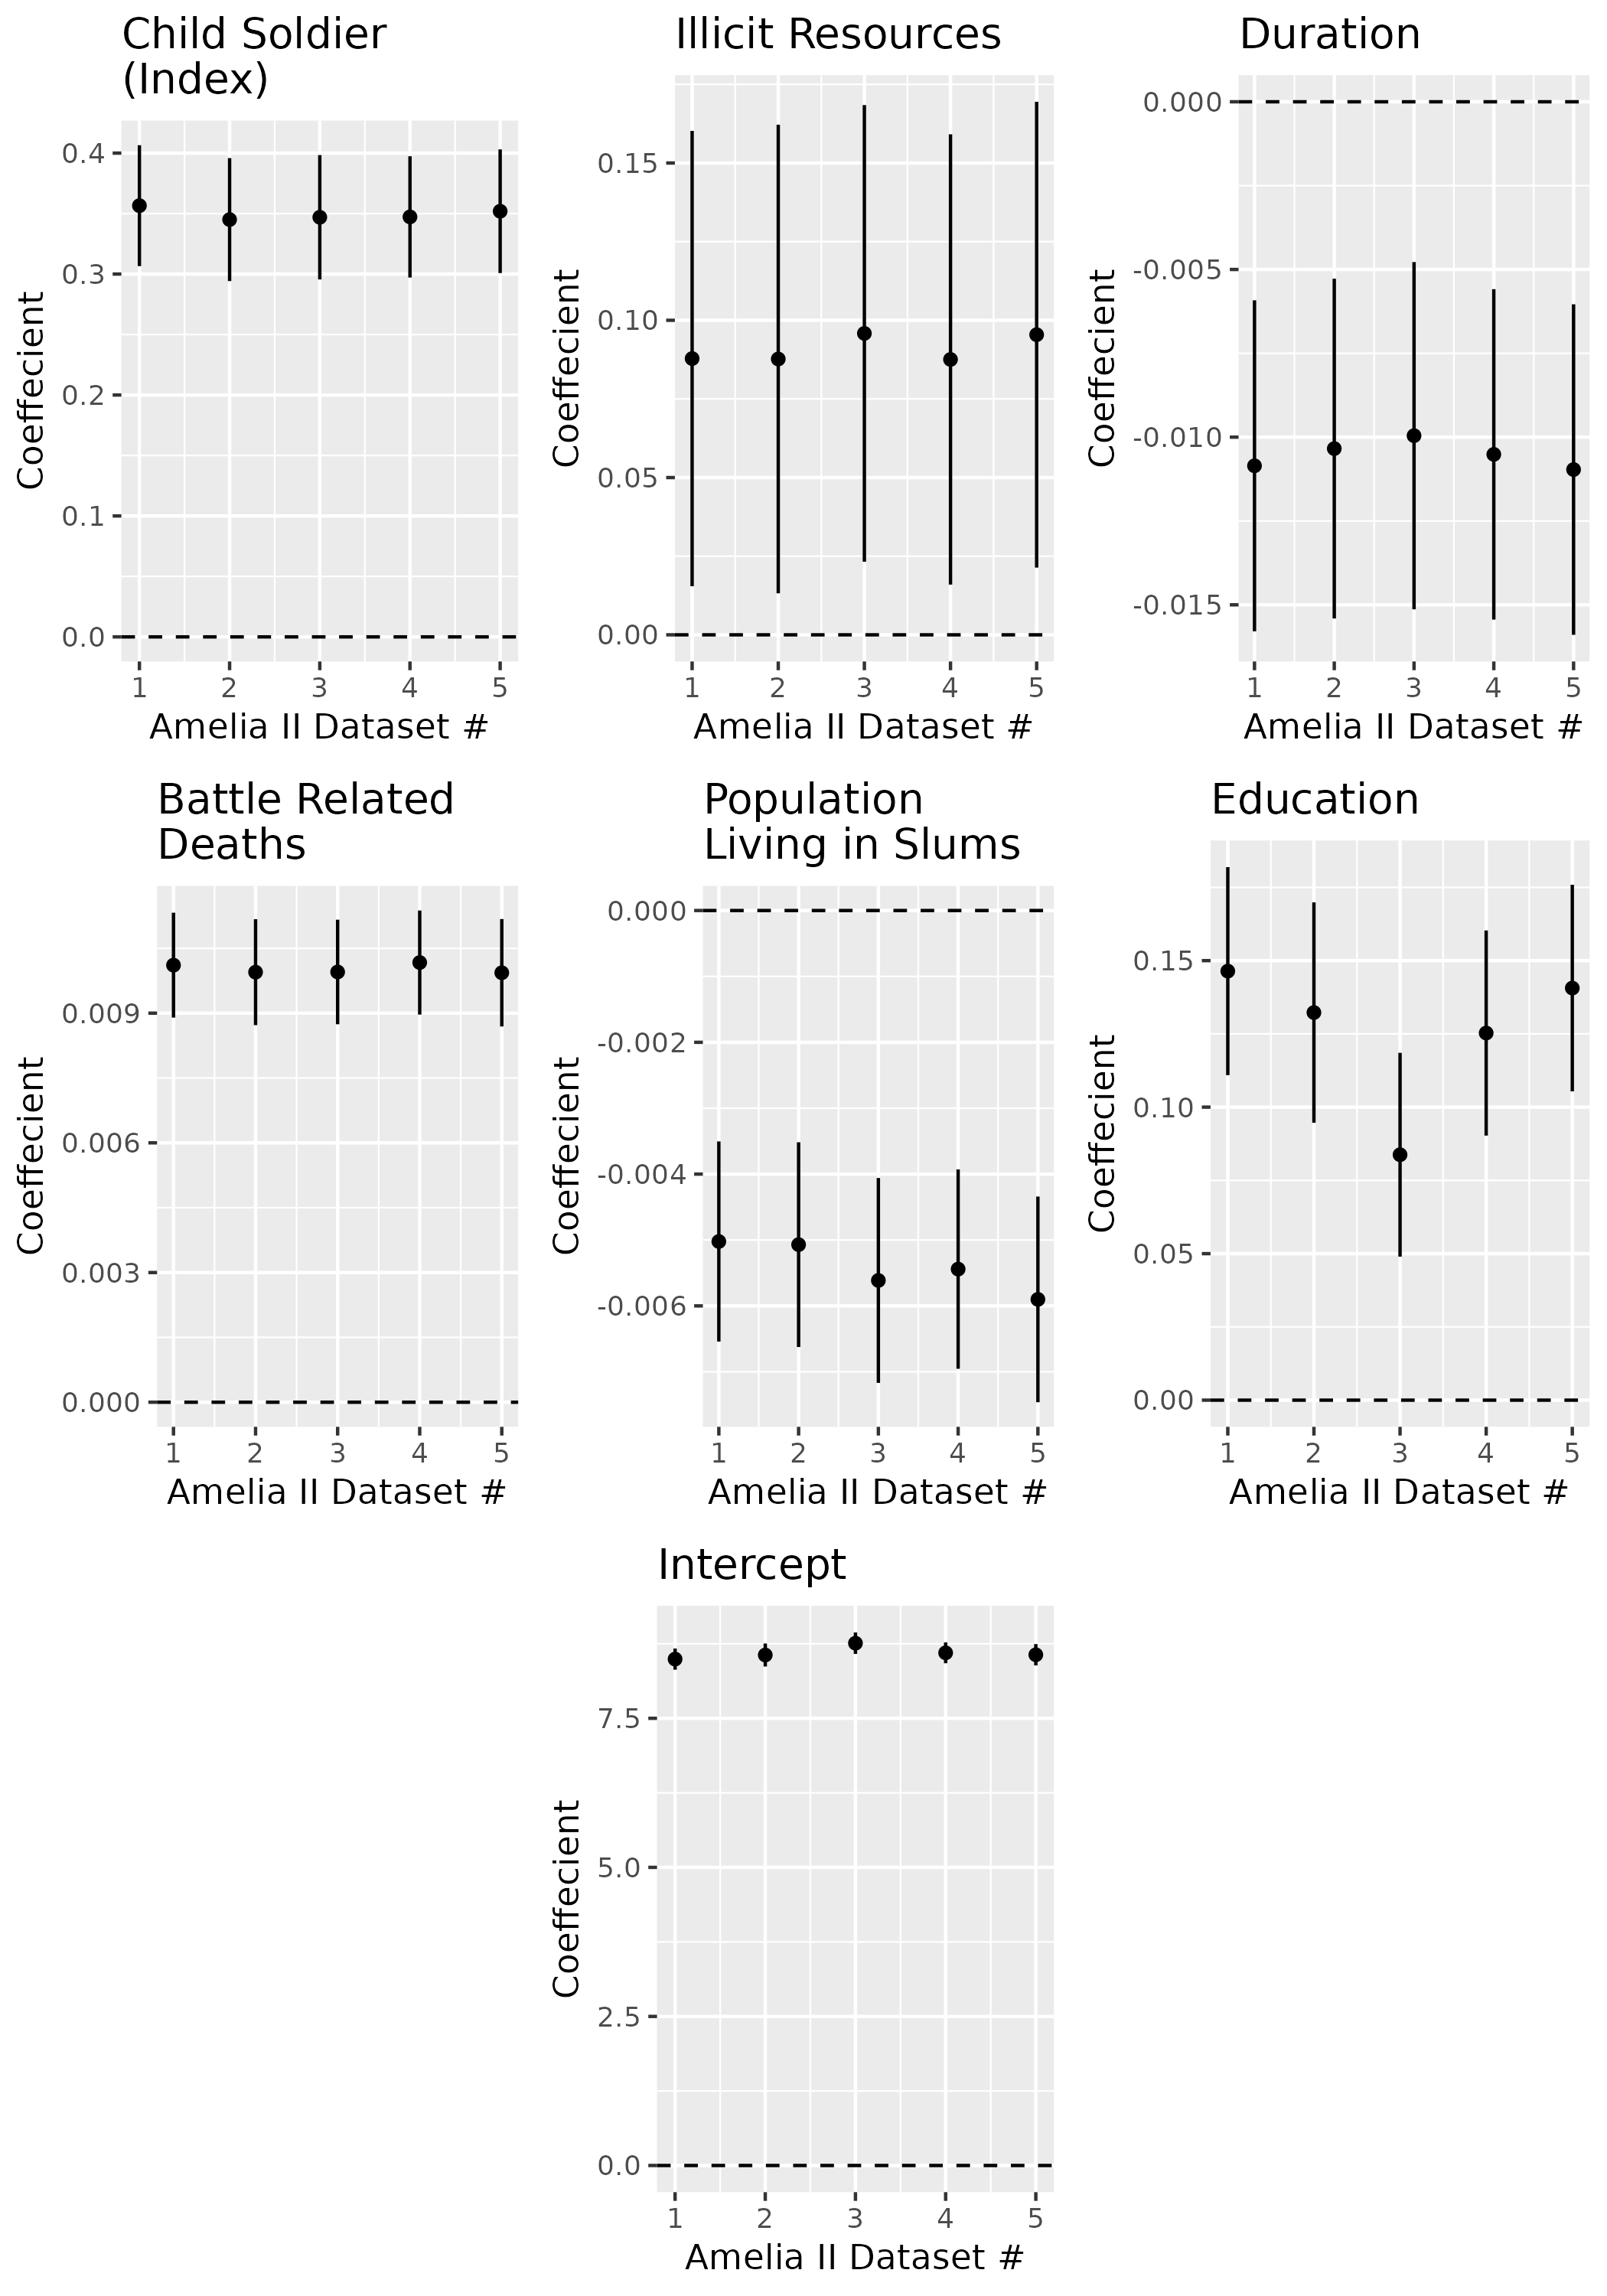 Child Soldier
(Index)
Coeffecient
0.4
0.3
0.2
0.1
0.0
1 2 3 4 5
Amelia II Dataset #
Illicit Resources
Coeffecient
0.15
0.10
0.05
0.00
1 2 3 4 5
Amelia II Dataset #
Duration
Coeffecient
0.000
-0.005
-0.010
-0.015
1 2 3 4 5
Amelia II Dataset #
Battle Related
Deaths
Coeffecient
0.009
0.006
0.003
0.000
1 2 3 4 5
Amelia II Dataset #
Population
Living in Slums
Coeffecient
0.000
-0.002
-0.004
-0.006
1 2 3 4 5
Amelia II Dataset #
Education
Coeffecient
0.15
0.10
0.05
0.00
1 2 3 4 5
Amelia II Dataset #
Intercept
Coeffecient
7.5
5.0
2.5
0.0
1 2 3 4 5
Amelia II Dataset #